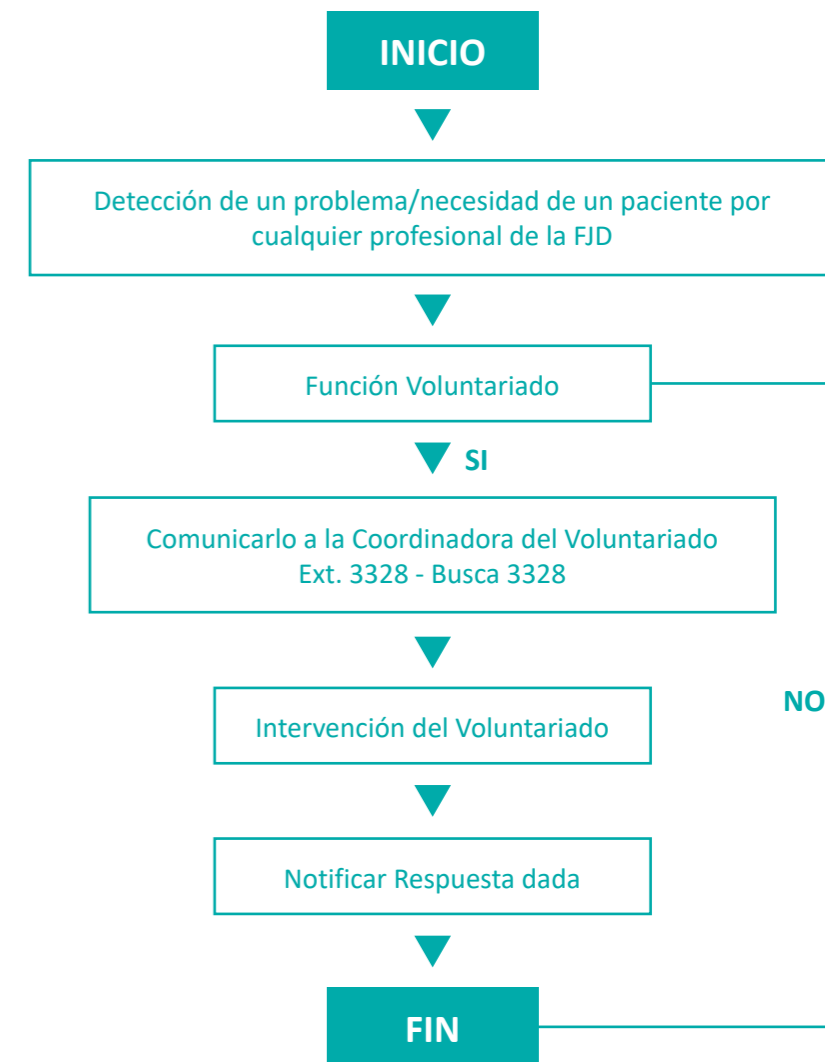 INICIO
Detección de un problema/necesidad de un paciente por
cualquier profesional de la FJD
Función Voluntariado
SI
Comunicarlo a la Coordinadora del Voluntariado
Ext. 3328 - Busca 3328
NO
Intervención del Voluntariado
Notificar Respuesta dada
FIN